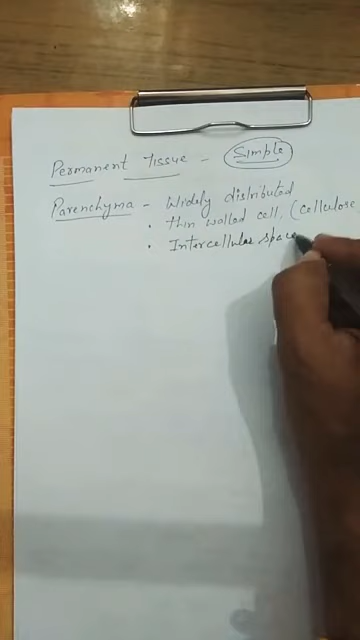 Permanent Tissue - Simple
Parenchyma - Widely distributed
• thin walled cell, (cellulose
• Intercellular space